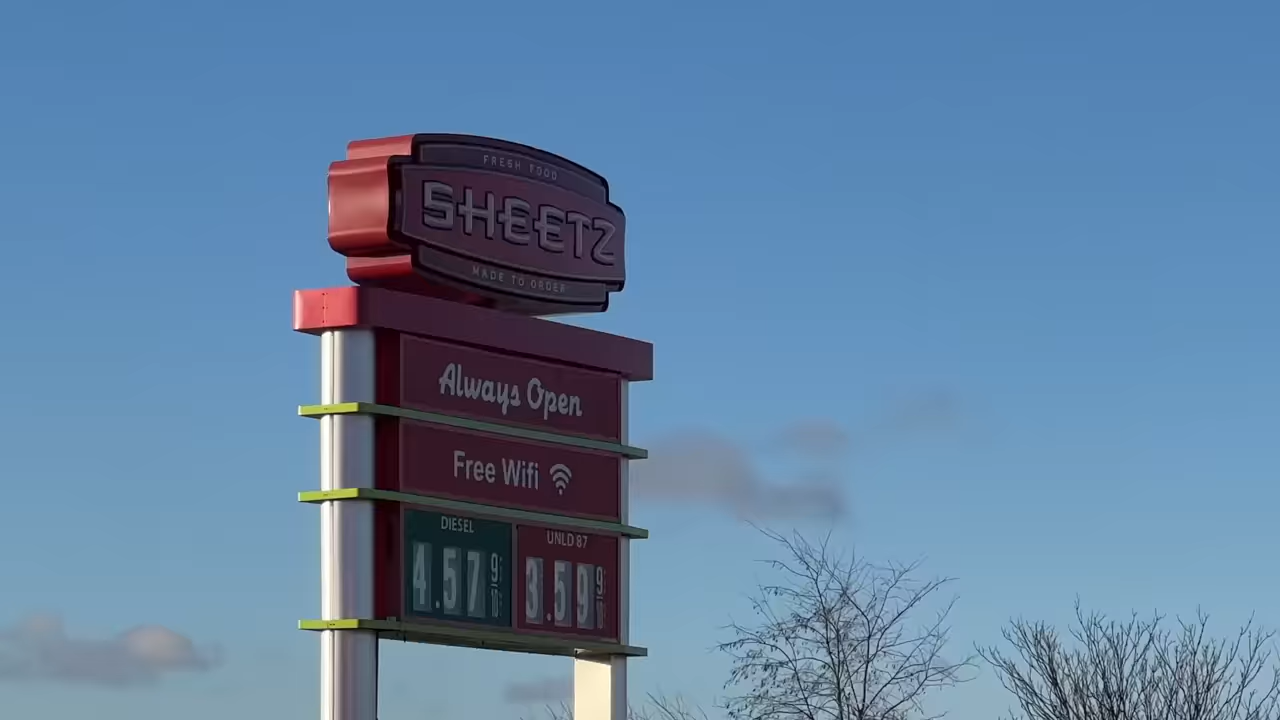 FRESH FOOD
SHEETZ
MADE TO ORDER
Always Open
Free Wifi
DIESEL
4.57 9/10
UNLD 87
3.59 9/10